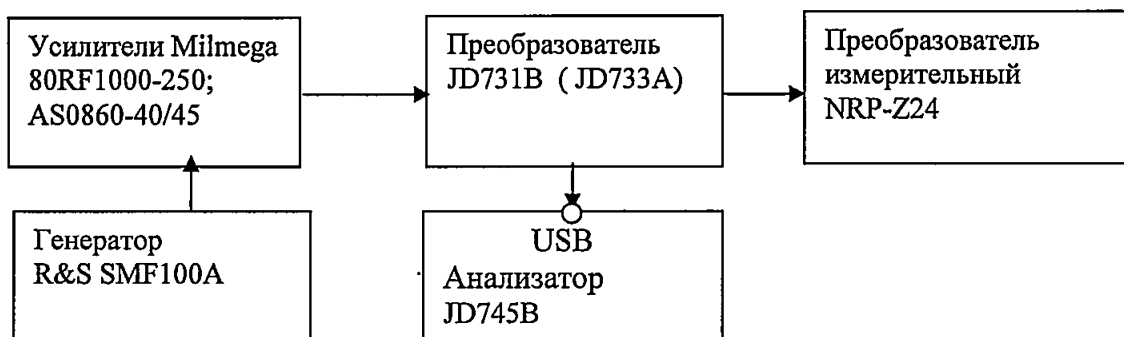 Усилители Milmega
80RF1000-250;
AS0860-40/45
Преобразователь
JD731B ( JD733A)
Преобразователь
измерительный
NRP-Z24
Генератор
R&S SMF100A
USB
Анализатор
JD745B